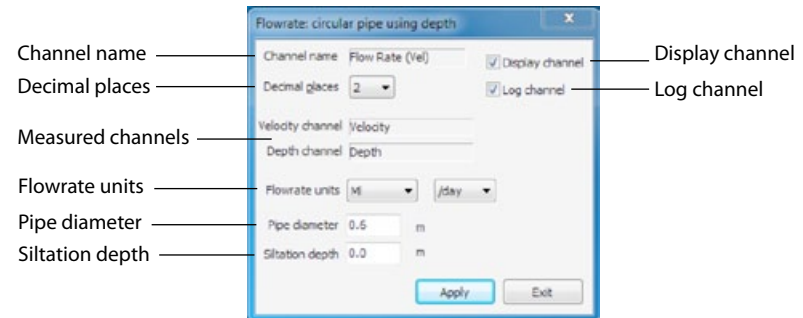 Flowrate: circular pipe using depth
x
Channel name
Channel name
Flow Rate (Vel)
Display channel
Display channel
Decimal places
Decimal places
2
Log channel
Log channel
Measured channels
Velocity channel
Velocity
Depth channel
Depth
Flowrate units
Flowrate units
Ml
/day
Pipe diameter
Pipe diameter
0.6
m
Siltation depth
Siltation depth
0.0
m
Apply
Exit